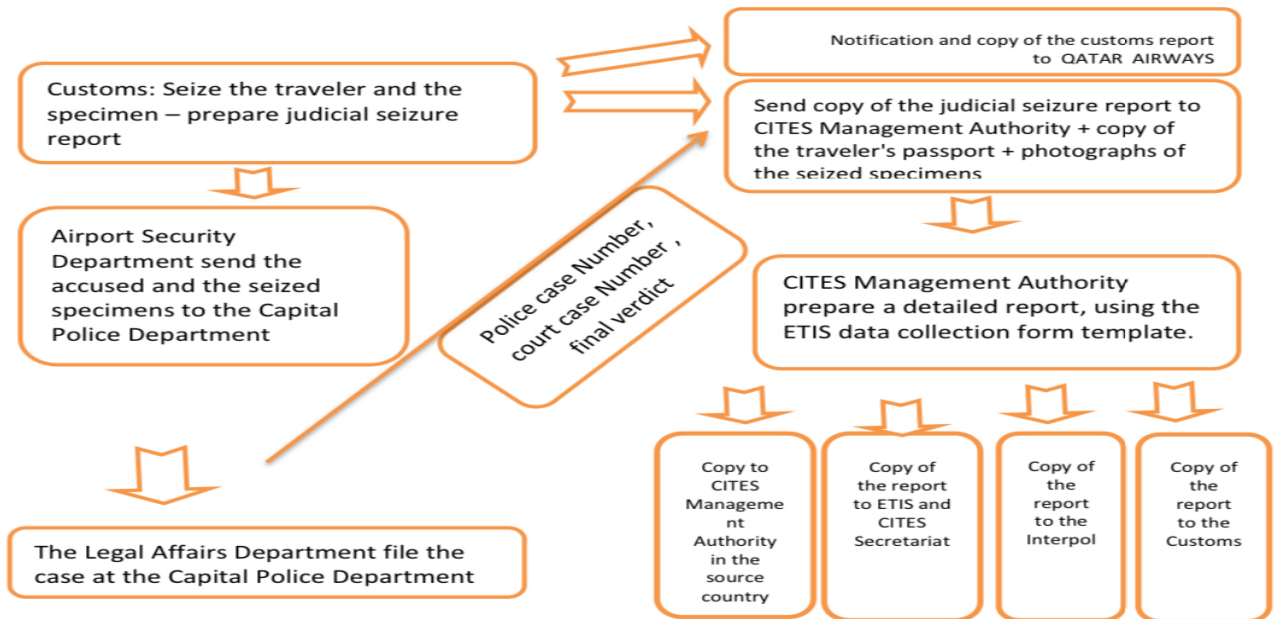 Notification and copy of the customs report
to QATAR AIRWAYS
Customs: Seize the traveler and the
specimen – prepare judicial seizure
report
Send copy of the judicial seizure report to
CITES Management Authority + copy of
the traveler's passport + photographs of
the seized specimens
Airport Security
Department send the
accused and the seized
specimens to the Capital
Police Department
Police case Number,
court case Number ,
final verdict
CITES Management Authority
prepare a detailed report, using the
ETIS data collection form template.
The Legal Affairs Department file the
case at the Capital Police Department
Copy to
CITES
Manageme
nt
Authority
in the
source
country
Copy of
the report
to ETIS and
CITES
Secretariat
Copy of
the
report
to the
Interpol
Copy of
the
report
to the
Customs